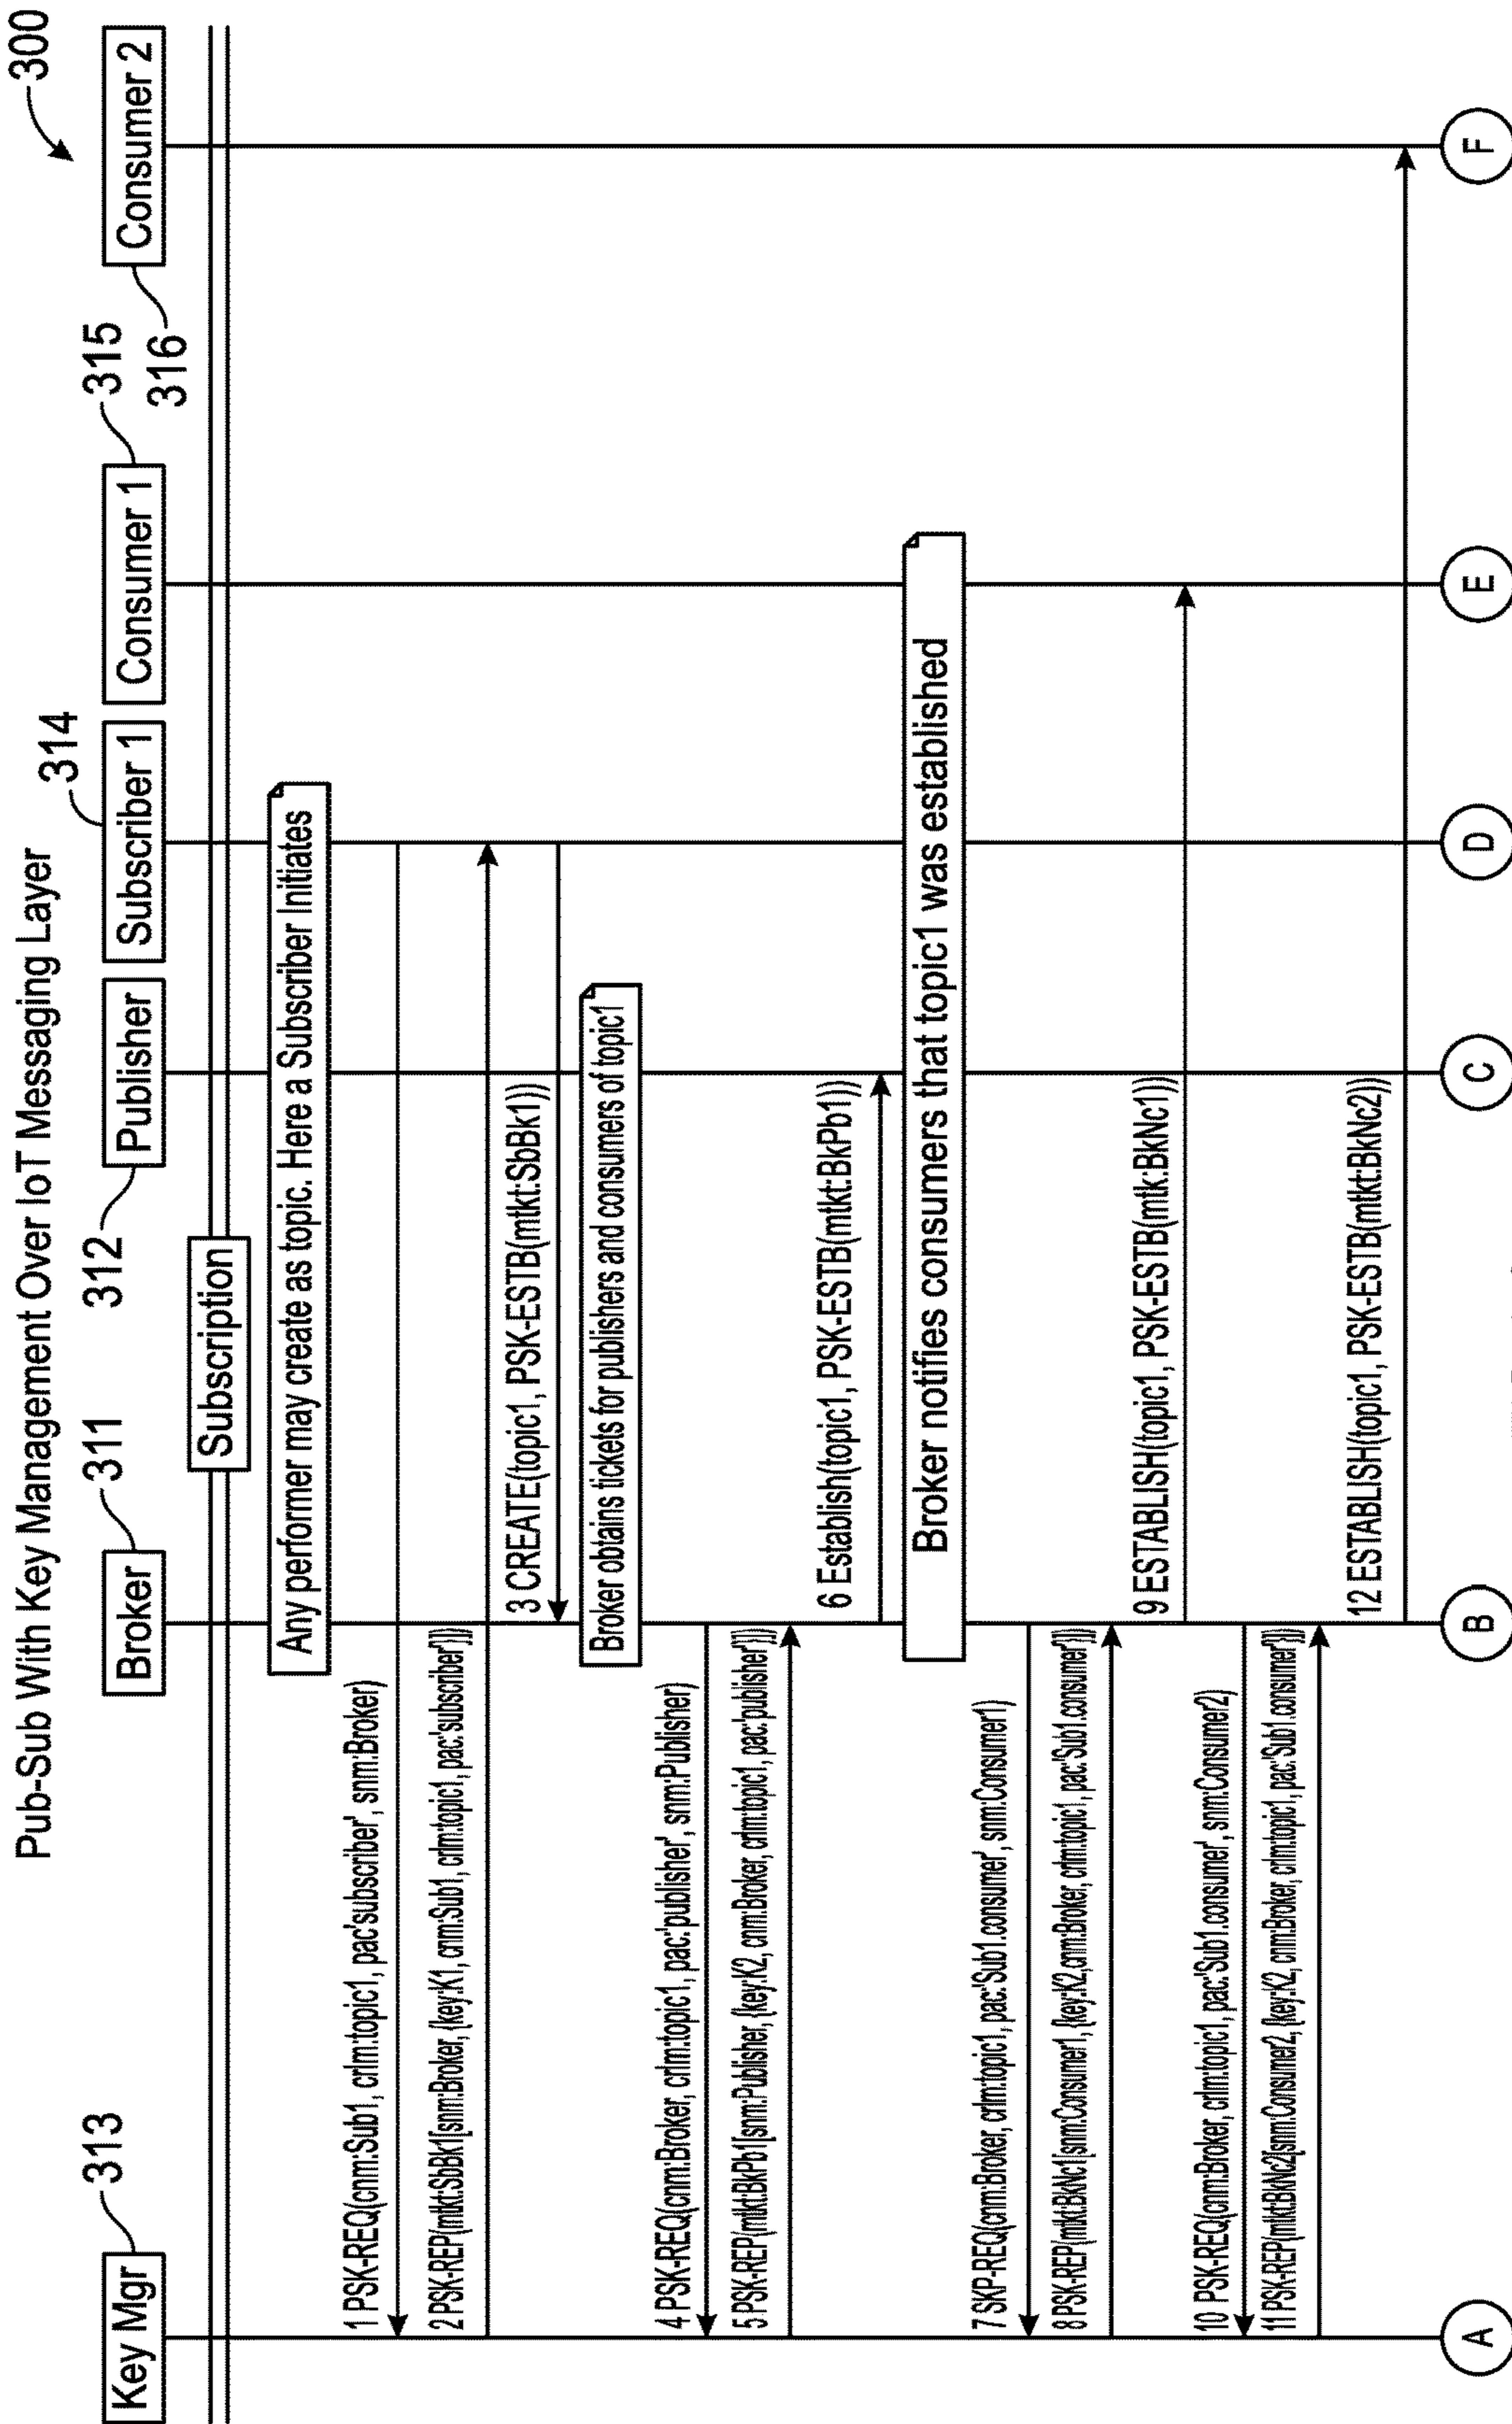 Pub-Sub With Key Management Over IoT Messaging Layer
300
313
311
312
314
315
316
Key Mgr
Broker
Publisher
Subscriber 1
Consumer 1
Consumer 2
Subscription
Any performer may create as topic. Here a Subscriber Initiates
1 PSK-REQ(cnm:Sub1, crlm:topic1, pac'subscriber', snm:Broker)
2 PSK-REP(mtkt:SbBk1[snm:Broker, {key:K1, cnm:Sub1, crlm:topic1, pac:'subscriber'}])
3 CREATE(topic1, PSK-ESTB(mtkt:SbBk1))
Broker obtains tickets for publishers and consumers of topic1
4 PSK-REQ(cnm:Broker, crlm:topic1, pac:'publisher', snm:Publisher)
5 PSK-REP(mtkt:BkPb1[snm:Publisher, {key:K2, cnm:Broker, crlm:topic1, pac:'publisher'}])
6 Establish(topic1, PSK-ESTB(mtkt:BkPb1))
Broker notifies consumers that topic1 was established
7 SKP-REQ(cnm:Broker, crlm:topic1, pac:'Sub1.consumer', snm:Consumer1)
8 PSK-REP(mtkt:BkNc1[snm:Consumer1, {key:K2,cnm:Broker, crlm:topic1, pac:'Sub1.consumer'}])
9 ESTABLISH(topic1, PSK-ESTB(mtk:BKNc1))
10 PSK-REQ(cnm:Broker, crlm:topic1, pac:'Sub1.consumer', snm:Consumer2)
11 PSK-REP(mtkt:BkNc2[snm:Consumer2, {key:K2, cnm:Broker, crlm:topic1, pac:'Sub1.consumer'}])
12 ESTABLISH(topic1, PSK-ESTB(mtkt:BKNc2))
A
B
C
D
E
F